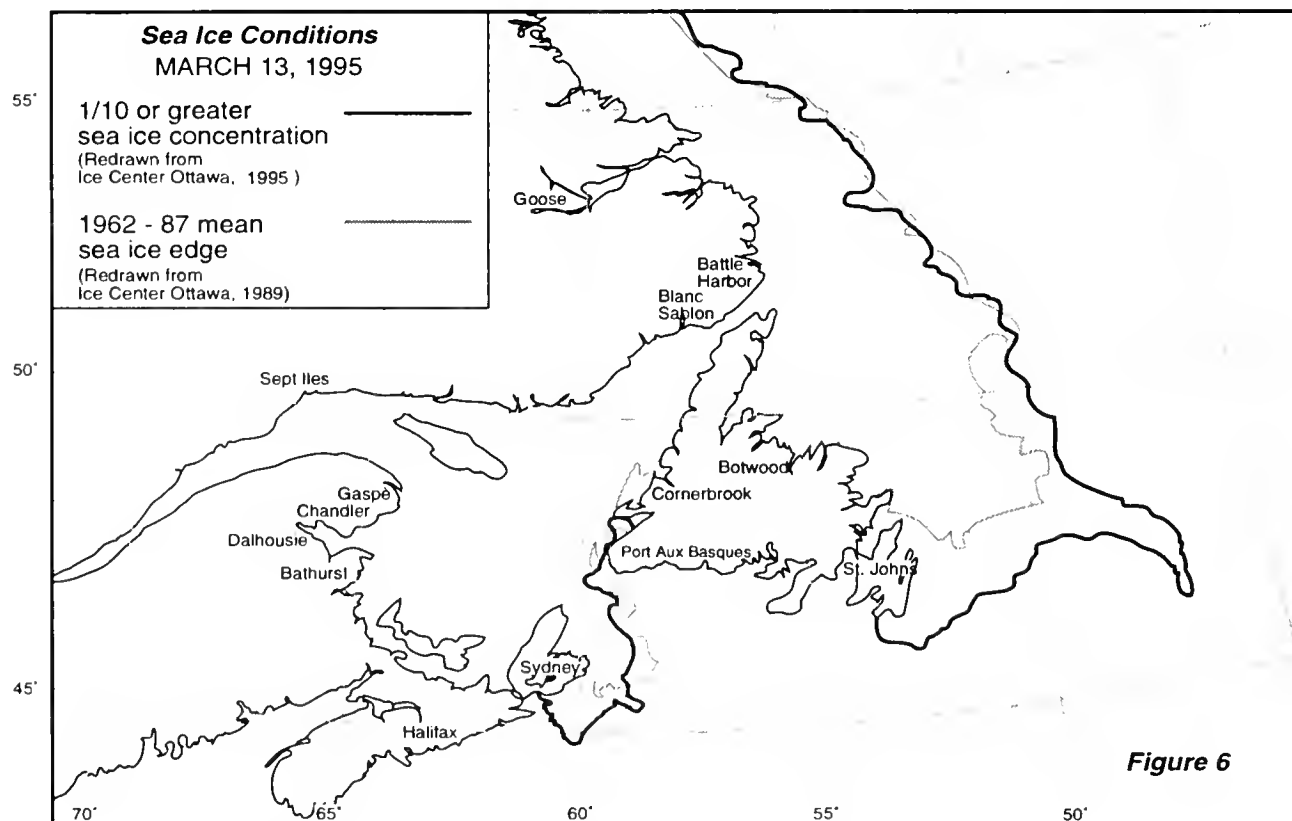 Sea Ice Conditions
MARCH 13, 1995
1/10 or greater
sea ice concentration
(Redrawn from
Ice Center Ottawa, 1995 )
1962 - 87 mean
sea ice edge
(Redrawn from
Ice Center Ottawa, 1989)
55°
Goose
Battle
Harbor
Blanc
Sablon
50°
Sept Iles
Botwood
Cornerbrook
Gaspe
Chandler
Dalhousie
Port Aux Basques
Bathurst
St. Johns
Sydney
45°
Halifax
Figure 6
70°
65°
60°
55°
50°